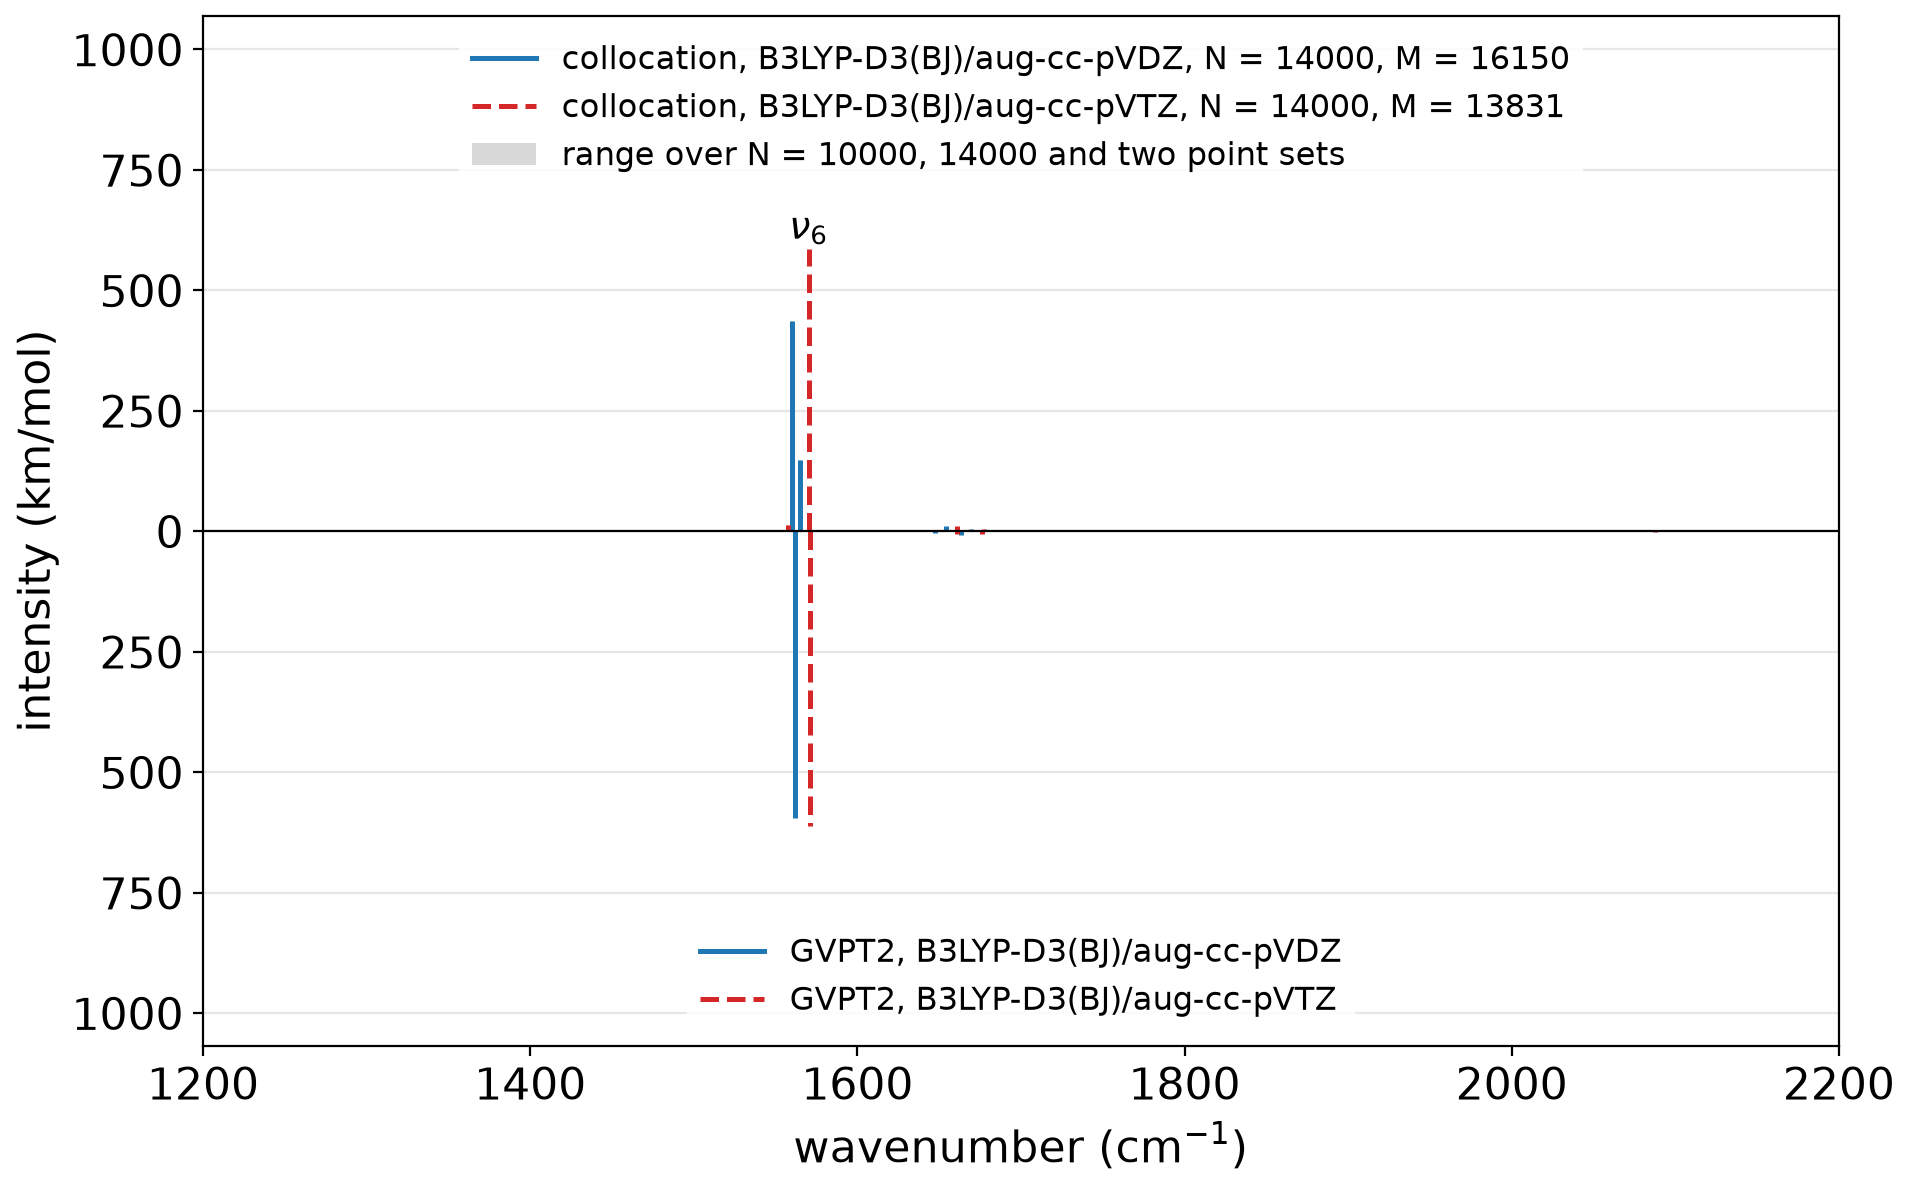 collocation, B3LYP-D3(BJ)/aug-cc-pVDZ, N = 14000, M = 16150
collocation, B3LYP-D3(BJ)/aug-cc-pVTZ, N = 14000, M = 13831
range over N = 10000, 14000 and two point sets
ν₆
1000
750
500
250
0
250
500
750
1000
intensity (km/mol)
GVPT2, B3LYP-D3(BJ)/aug-cc-pVDZ
GVPT2, B3LYP-D3(BJ)/aug-cc-pVTZ
1200 1400 1600 1800 2000 2200
wavenumber (cm⁻¹)